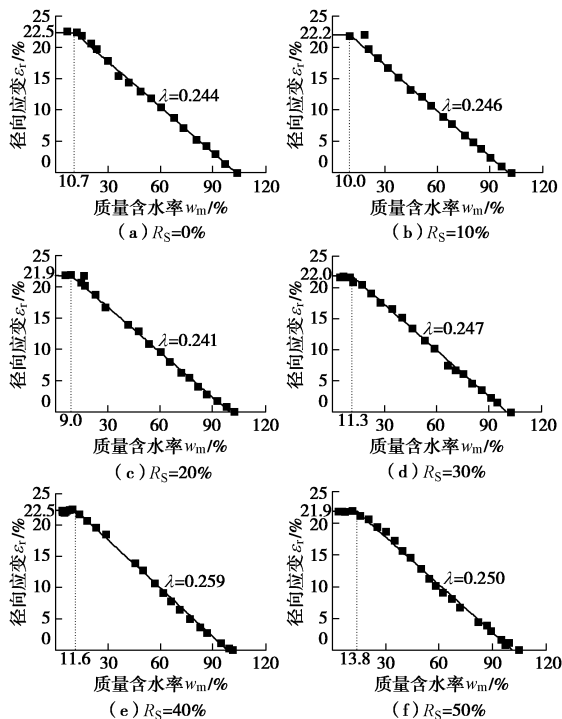 25
22.5
20
15
10
5
0
径向应变εr/%
λ=0.244
10.7 30 60 90 120
质量含水率wm/%
(a) RS=0%
25
22.2
20
15
10
5
0
径向应变εr/%
λ=0.246
10.0 30 60 90 120
质量含水率wm/%
(b) RS=10%
25
21.9
20
15
10
5
0
径向应变εr/%
λ=0.241
9.0 30 60 90 120
质量含水率wm/%
(c) RS=20%
25
22.0
20
15
10
5
0
径向应变εr/%
λ=0.247
11.3 30 60 90 120
质量含水率wm/%
(d) RS=30%
25
22.5
20
15
10
5
0
径向应变εr/%
λ=0.259
11.6 30 60 90 120
质量含水率wm/%
(e) RS=40%
25
21.9
20
15
10
5
0
径向应变εr/%
λ=0.250
13.8 30 60 90 120
质量含水率wm/%
(f) RS=50%